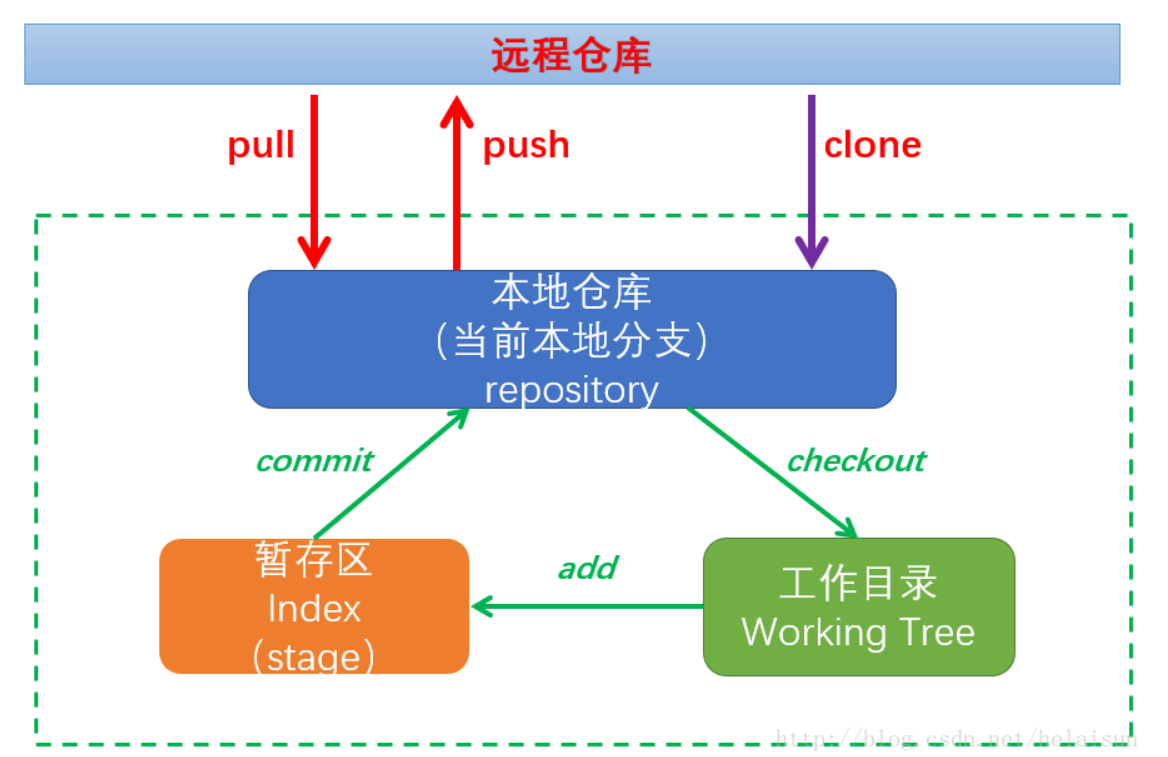 远程仓库
pull
push
clone
本地仓库
（当前本地分支）
repository
commit
checkout
暂存区
Index
（stage）
add
工作目录
Working Tree
http://blog.csdn.net/helaisun